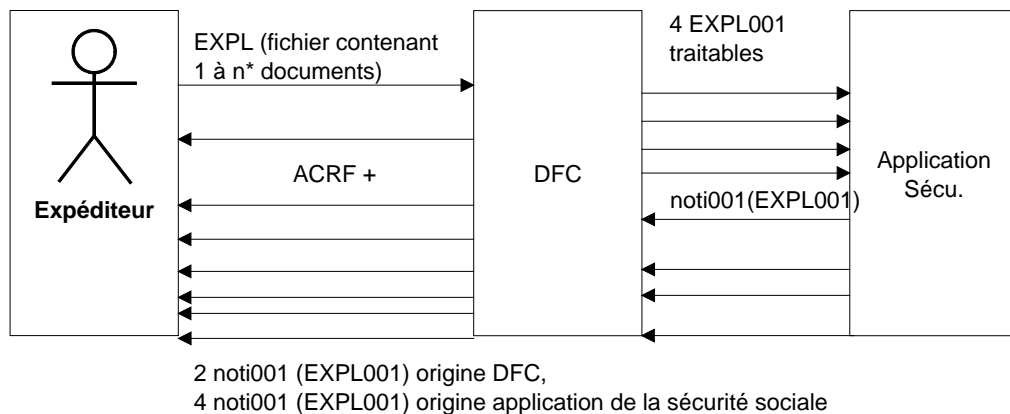 EXPL (fichier contenant
1 à n* documents)
4 EXPL001
traitables
ACRF +
DFC
Application
Sécu.
Expéditeur
noti001(EXPL001)
2 noti001 (EXPL001) origine DFC,
4 noti001 (EXPL001) origine application de la sécurité sociale